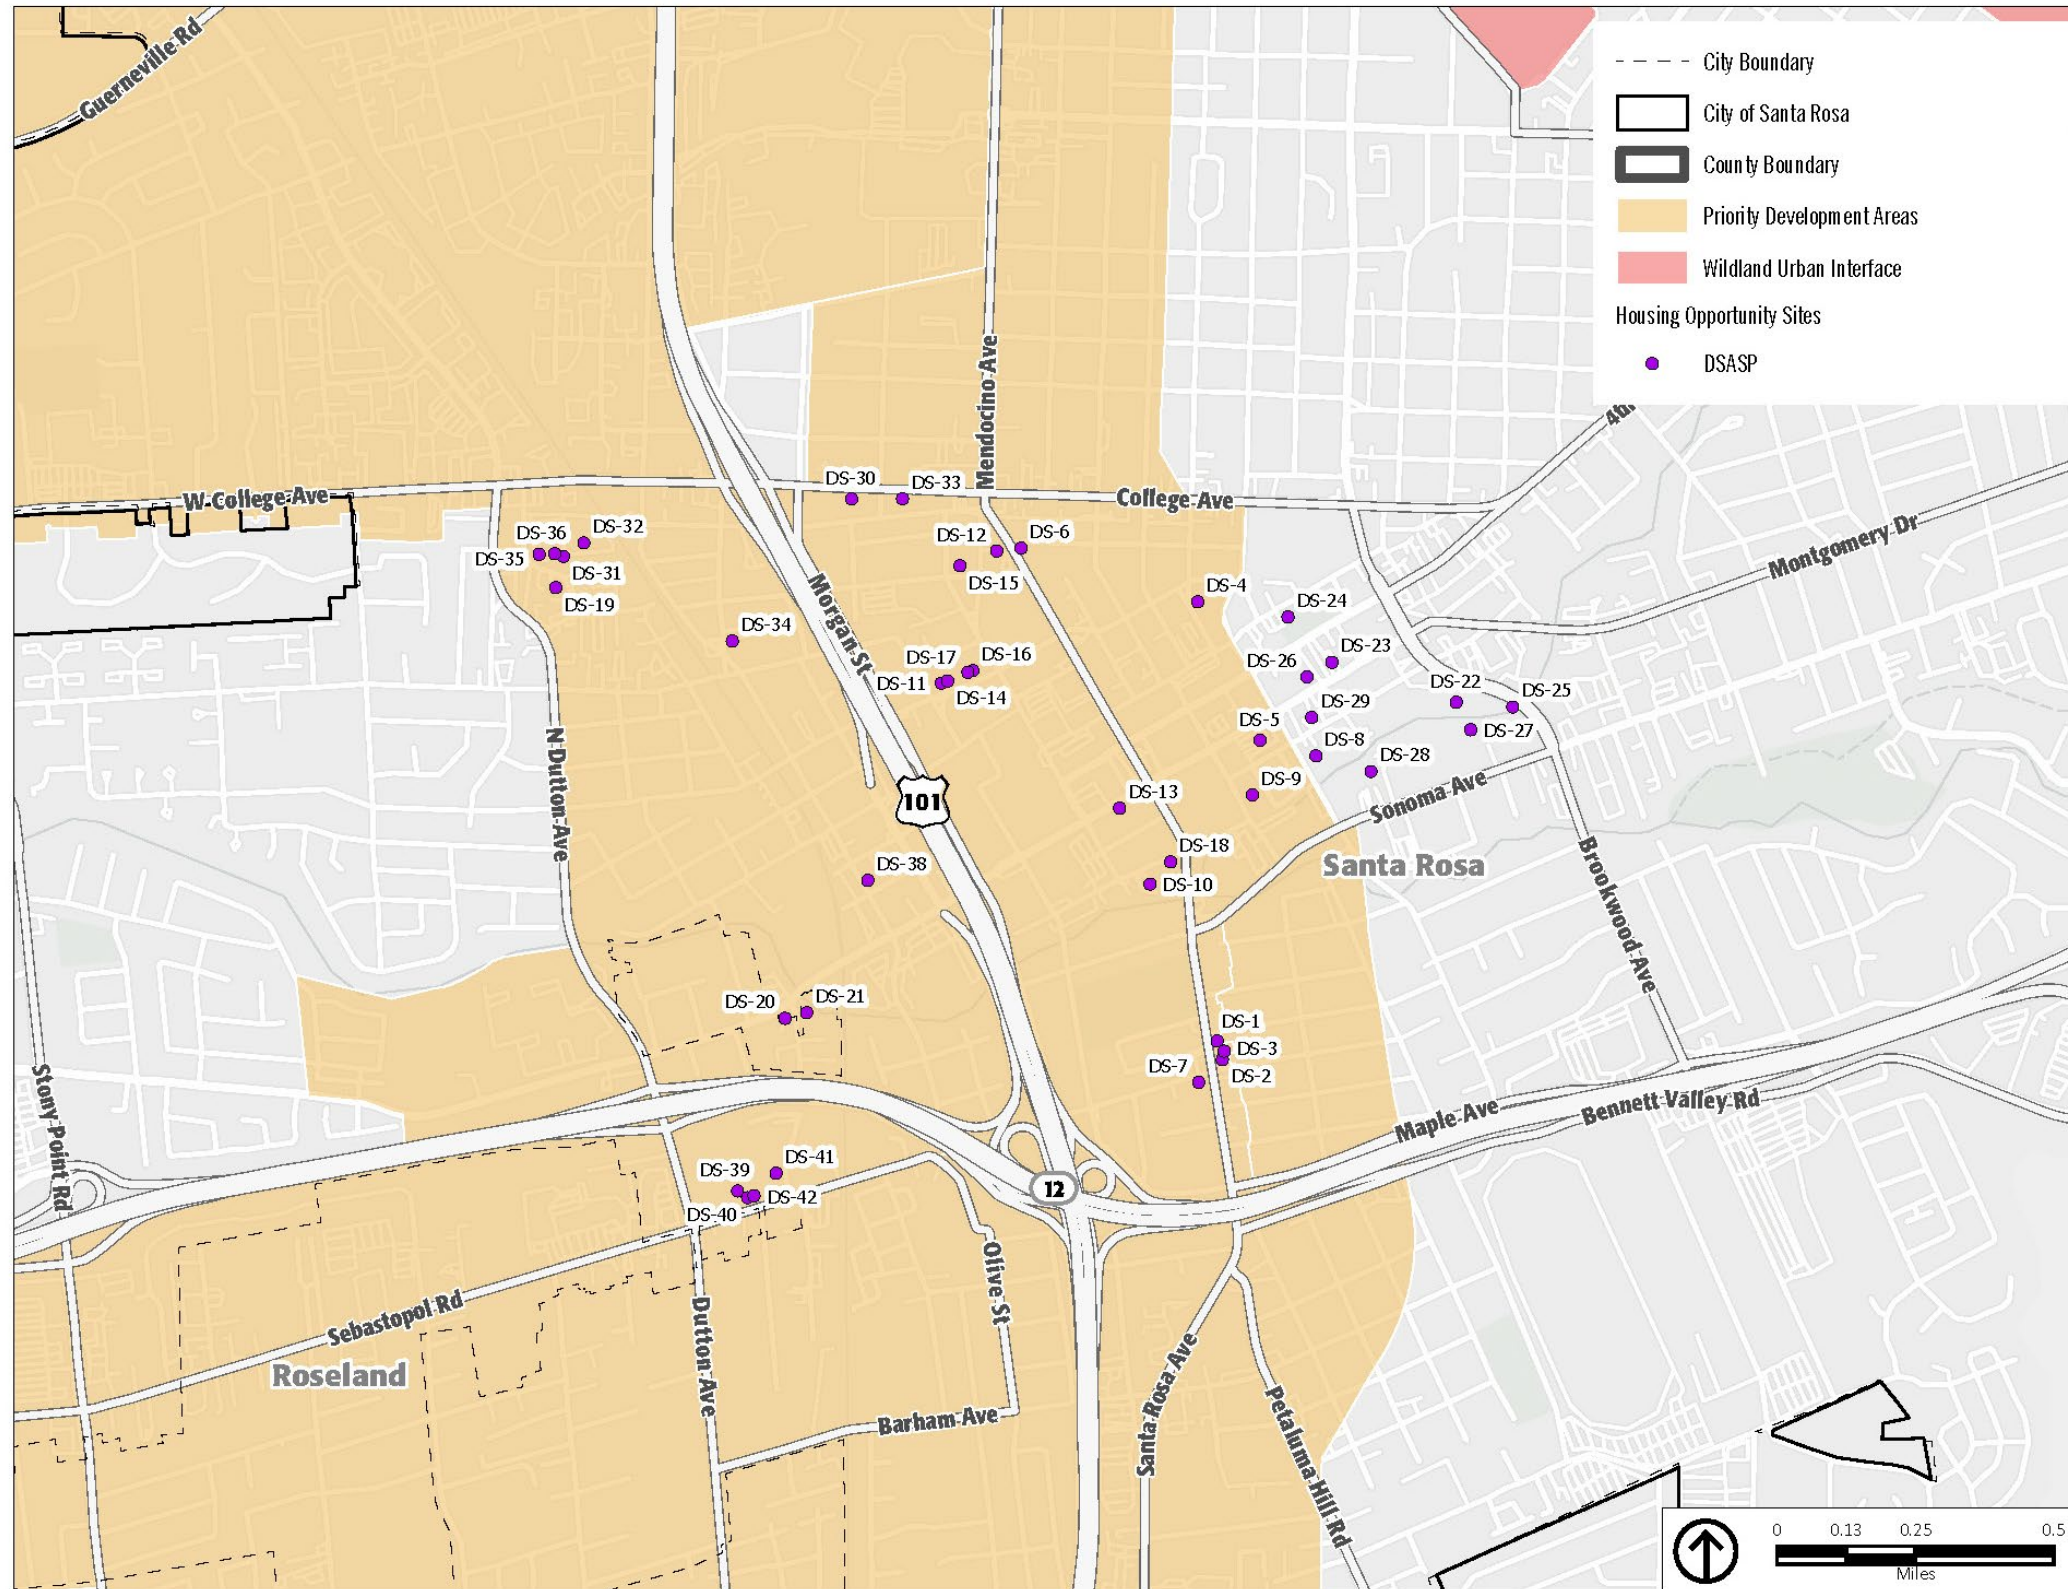 Guerneville Rd
City Boundary
City of Santa Rosa
County Boundary
Priority Development Areas
Wildland Urban Interface
Housing Opportunity Sites
DSASP
Mendocino Ave
W College Ave
College Ave
Montgomery Dr
DS-30
DS-33
DS-36
DS-32
DS-35
DS-31
DS-19
DS-12
DS-6
DS-15
DS-4
DS-24
DS-34
Morgan St
DS-17
DS-16
DS-11
DS-14
DS-23
DS-26
DS-22
DS-25
DS-29
DS-5
DS-8
DS-27
DS-28
DS-9
DS-13
N Dutton Ave
101
Sonoma Ave
DS-18
DS-10
DS-38
Santa Rosa
Brookwood Ave
DS-20
DS-21
DS-1
DS-3
DS-2
DS-7
Stony Point Rd
Maple Ave
Bennett Valley Rd
DS-39
DS-41
DS-42
DS-40
12
Olive St
Sebastopol Rd
Dutton Ave
Roseland
Barham Ave
Santa Rosa Ave
Petaluma Hill Rd
0 0.13 0.25 0.5
Miles